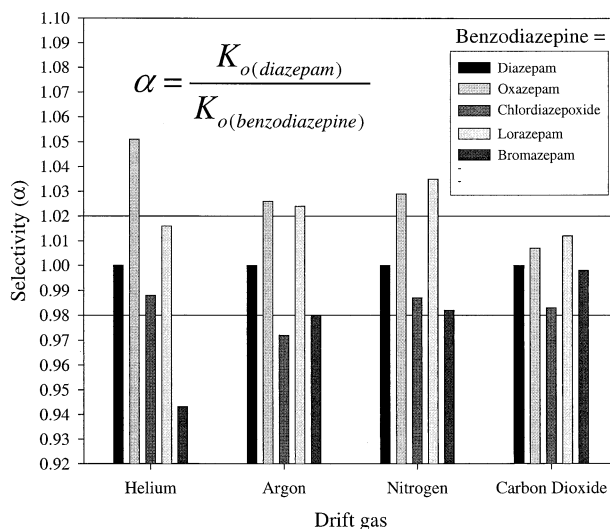 Benzodiazepine =
Diazepam
Oxazepam
Chlordiazepoxide
Lorazepam
Bromazepam
-
-
α = K o(diazepam) / K o(benzodiazepine)
Selectivity (α)
1.10
1.09
1.08
1.07
1.06
1.05
1.04
1.03
1.02
1.01
1.00
0.99
0.98
0.97
0.96
0.95
0.94
0.93
0.92
Helium Argon Nitrogen Carbon Dioxide
Drift gas